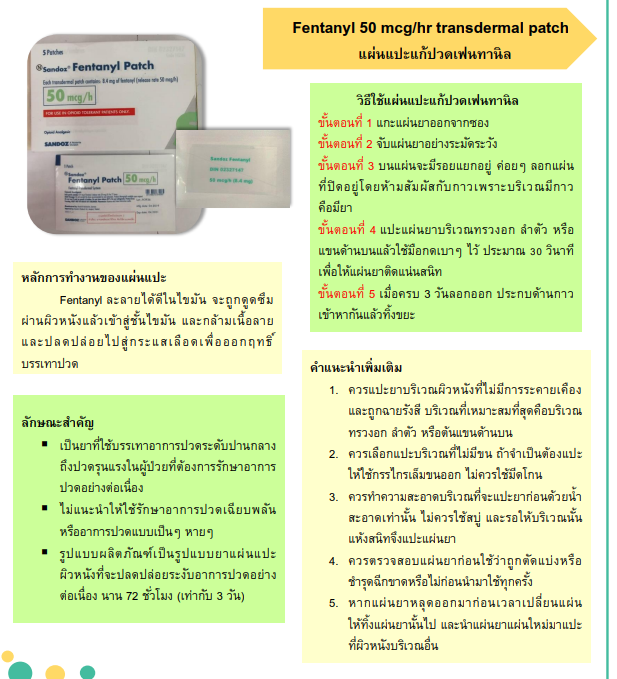 Fentanyl 50 mcg/hr transdermal patch
แผ่นแปะแก้ปวดเฟนทานิล
5 Patches
Sandoz® Fentanyl Patch
Each transdermal patch contains: 8.4 mg of fentanyl (release rate 50 mcg/h)
50 mcg/h
FOR USE IN OPIOID TOLERANT PATIENTS ONLY
Opioid Analgesic
SANDOZ
Sandoz®
Fentanyl Patch 50 mcg/h
Sandoz Fentanyl
50 mcg/h (8.4 mg)
วิธีใช้แผ่นแปะแก้ปวดเฟนทานิล
ขั้นตอนที่ 1 แกะแผ่นยาออกจากซอง
ขั้นตอนที่ 2 จับแผ่นยาอย่างระมัดระวัง
ขั้นตอนที่ 3 บนแผ่นจะมีรอยแยกอยู่ ค่อยๆ ลอกแผ่น
ที่ปิดอยู่โดยห้ามสัมผัสกับกาวเพราะบริเวณมีกาว
คือมียา
ขั้นตอนที่ 4 แปะแผ่นยาบริเวณทรวงอก ลำตัว หรือ
แขนด้านบนแล้วใช้มือกดเบาๆ ไว้ ประมาณ 30 วินาที
เพื่อให้แผ่นยาติดแน่นสนิท
ขั้นตอนที่ 5 เมื่อครบ 3 วันลอกออก ประกบด้านกาว
เข้าหากันแล้วทิ้งขยะ
หลักการทำงานของแผ่นแปะ
Fentanyl ละลายได้ดีในไขมัน จะถูกดูดซึม
ผ่านผิวหนังแล้วเข้าสู่ชั้นไขมัน และกล้ามเนื้อลาย
และปลดปล่อยไปสู่กระแสเลือดเพื่อออกฤทธิ์
บรรเทาปวด
ลักษณะสำคัญ
▪ เป็นยาที่ใช้บรรเทาอาการปวดระดับปานกลาง
ถึงปวดรุนแรงในผู้ป่วยที่ต้องการรักษาอาการ
ปวดอย่างต่อเนื่อง
▪ ไม่แนะนำให้ใช้รักษาอาการปวดเฉียบพลัน
หรืออาการปวดแบบเป็นๆ หายๆ
▪ รูปแบบผลิตภัณฑ์เป็นรูปแบบยาแผ่นแปะ
ผิวหนังที่จะปลดปล่อยระงับอาการปวดอย่าง
ต่อเนื่อง นาน 72 ชั่วโมง (เท่ากับ 3 วัน)
คำแนะนำเพิ่มเติม
1. ควรแปะยาบริเวณผิวหนังที่ไม่มีการระคายเคือง
และถูกฉายรังสี บริเวณที่เหมาะสมที่สุดคือบริเวณ
ทรวงอก ลำตัว หรือต้นแขนด้านบน
2. ควรเลือกแปะบริเวณที่ไม่มีขน ถ้าจำเป็นต้องแปะ
ให้ใช้กรรไกรเล็มขนออก ไม่ควรใช้มีดโกน
3. ควรทำความสะอาดบริเวณที่จะแปะยาก่อนด้วยน้ำ
สะอาดเท่านั้น ไม่ควรใช้สบู่ และรอให้บริเวณนั้น
แห้งสนิทจึงแปะแผ่นยา
4. ควรตรวจสอบแผ่นยาก่อนใช้ว่าถูกตัดแบ่งหรือ
ชำรุดฉีกขาดหรือไม่ก่อนนำมาใช้ทุกครั้ง
5. หากแผ่นยาหลุดออกมาก่อนเวลาเปลี่ยนแผ่น
ให้ทิ้งแผ่นยานั้นไป และนำแผ่นยาแผ่นใหม่มาแปะ
ที่ผิวหนังบริเวณอื่น